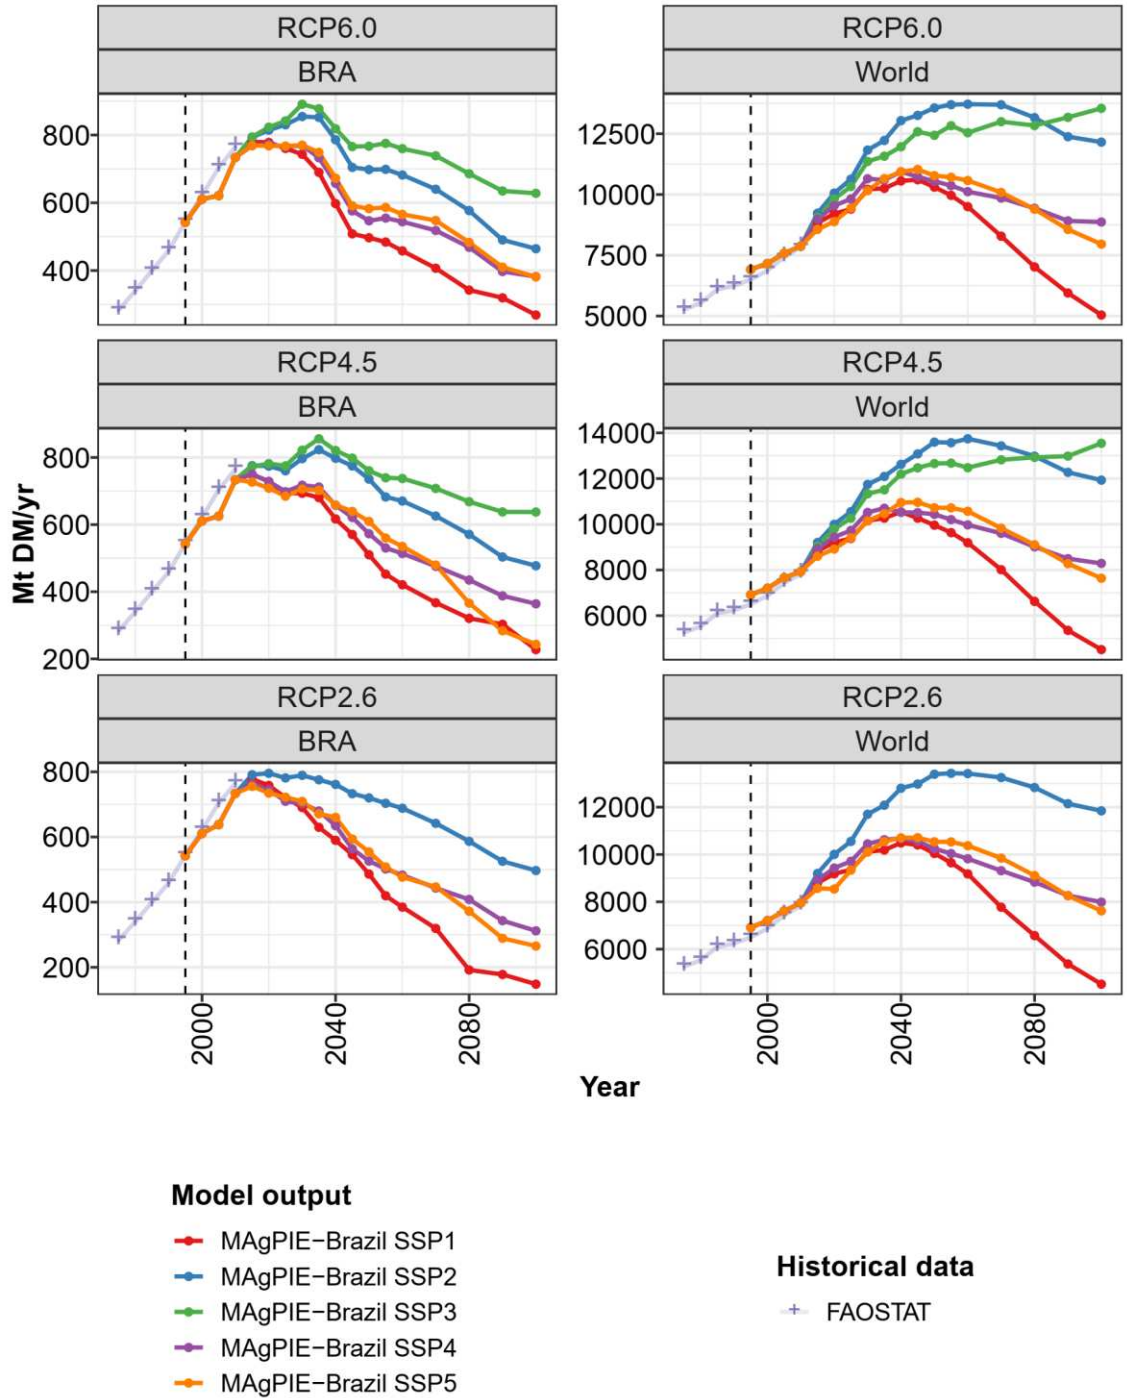 RCP6.0
RCP6.0
BRA
World
800
600
400
12500
10000
7500
5000
RCP4.5
RCP4.5
BRA
World
800
600
400
200
14000
12000
10000
8000
6000
RCP2.6
RCP2.6
BRA
World
800
600
400
200
12000
10000
8000
6000
Mt DM/yr
2000
2040
2080
2000
2040
2080
Year
Model output
MAgPIE−Brazil SSP1
MAgPIE−Brazil SSP2
MAgPIE−Brazil SSP3
MAgPIE−Brazil SSP4
MAgPIE−Brazil SSP5
Historical data
FAOSTAT